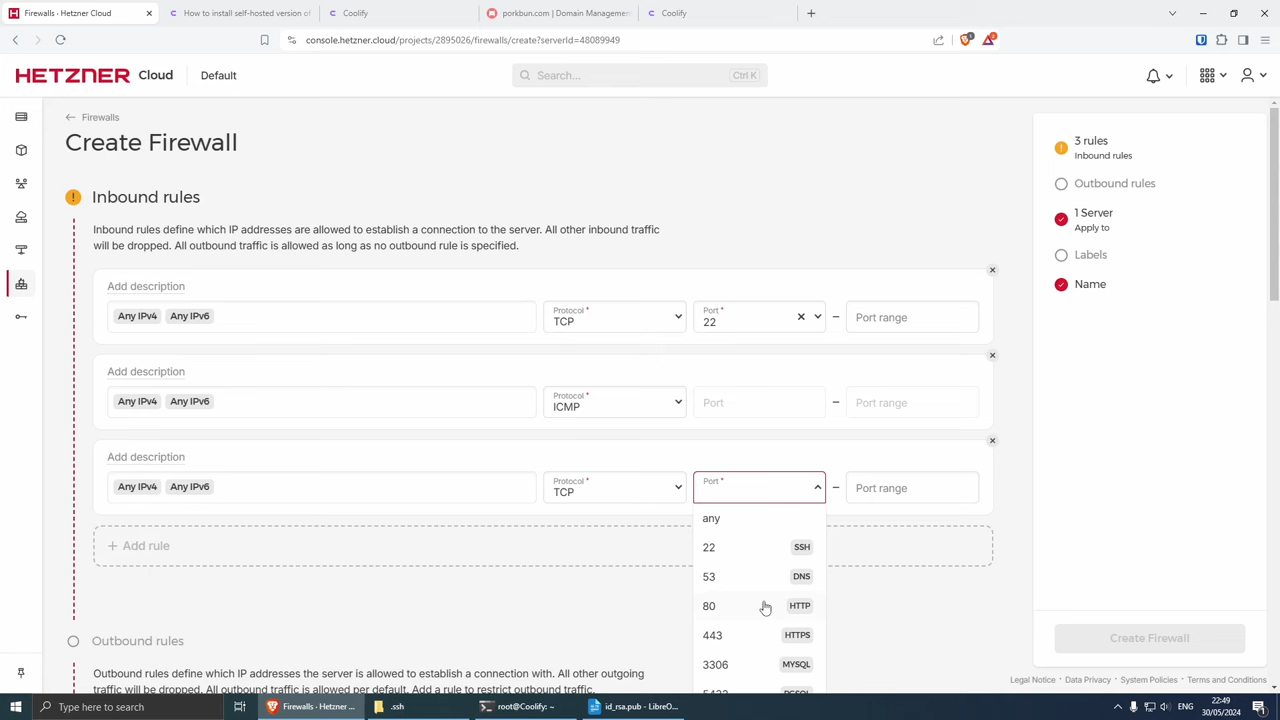 Firewalls - Hetzner Cloud
How to install self-hosted version of
Coolify
porkbun.com | Domain Managemen
Coolify
console.hetzner.cloud/projects/2895026/firewalls/create?serverId=48089949
HETZNER Cloud
Default
Search...
Ctrl K
Firewalls
Create Firewall
Inbound rules
Inbound rules define which IP addresses are allowed to establish a connection to the server. All other inbound traffic
will be dropped. All outbound traffic is allowed as long as no outbound rule is specified.
Add description
Any IPv4 Any IPv6
Protocol *
TCP
Port *
22
–
Port range
Add description
Any IPv4 Any IPv6
Protocol *
ICMP
Port
–
Port range
Add description
Any IPv4 Any IPv6
Protocol *
TCP
Port *
–
Port range
any
22 SSH
53 DNS
80 HTTP
443 HTTPS
3306 MYSQL
+ Add rule
Outbound rules
Outbound rules define which IP addresses the server is allowed to establish a connection with. All other outgoing
traffic will be dropped. All outbound traffic is allowed per default. Add a rule to restrict outbound traffic.
3 rules
Inbound rules
Outbound rules
1 Server
Apply to
Labels
Name
Create Firewall
Legal Notice • Data Privacy • System Policies • Terms and Conditions
Type here to search
Firewalls - Hetzner ...
.ssh
root@Coolify: ~
id_rsa.pub - LibreO...
ENG
22:49
30/05/2024